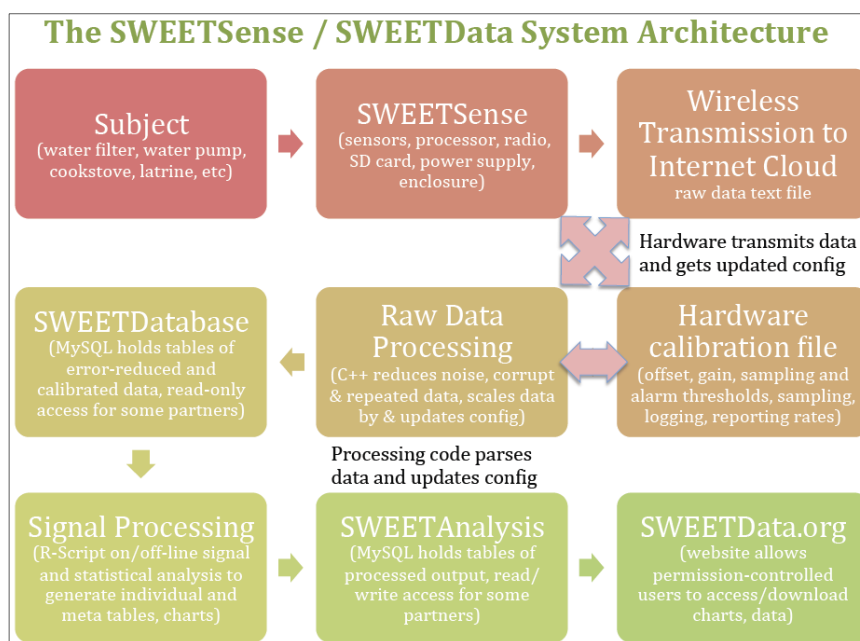 The SWEETSense / SWEETData System Architecture
Subject
(water filter, water pump,
cookstove, latrine, etc)
SWEETSense
(sensors, processor, radio,
SD card, power supply,
enclosure)
Wireless
Transmission to
Internet Cloud
raw data text file
Hardware transmits data
and gets updated config
SWEETDatabase
(MySQL holds tables of
error-reduced and
calibrated data, read-only
access for some partners)
Raw Data
Processing
(C++ reduces noise, corrupt
& repeated data, scales data
by & updates config)
Hardware
calibration file
(offset, gain, sampling and
alarm thresholds, sampling,
logging, reporting rates)
Processing code parses
data and updates config
Signal Processing
(R-Script on/off-line signal
and statistical analysis to
generate individual and
meta tables, charts)
SWEETAnalysis
(MySQL holds tables of
processed output, read/
write access for some
partners)
SWEETData.org
(website allows
permission-controlled
users to access/download
charts, data)